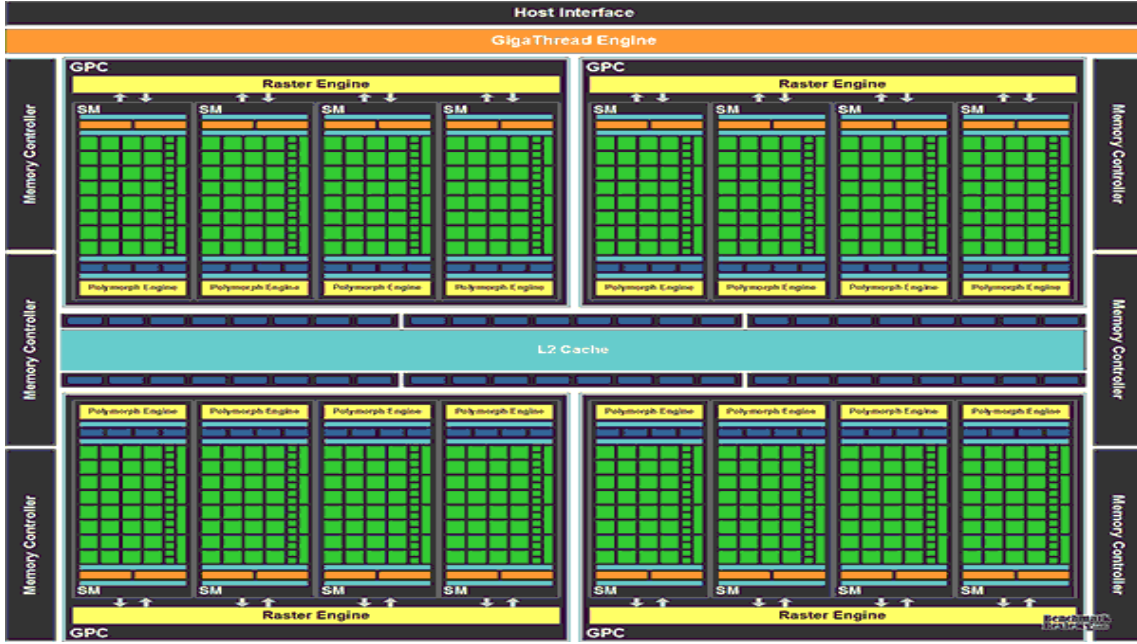 Host Interface
GigaThread Engine
GPC
GPC
Raster Engine
Raster Engine
SM SM SM SM
SM SM SM SM
Memory Controller
Memory Controller
Polymorph Engine Polymorph Engine Polymorph Engine Polymorph Engine
Polymorph Engine Polymorph Engine Polymorph Engine Polymorph Engine
Memory Controller
L2 Cache
Memory Controller
Polymorph Engine Polymorph Engine Polymorph Engine Polymorph Engine
Polymorph Engine Polymorph Engine Polymorph Engine Polymorph Engine
Memory Controller
Memory Controller
SM SM SM SM
SM SM SM SM
Raster Engine
Raster Engine
GPC
GPC
Benchmark